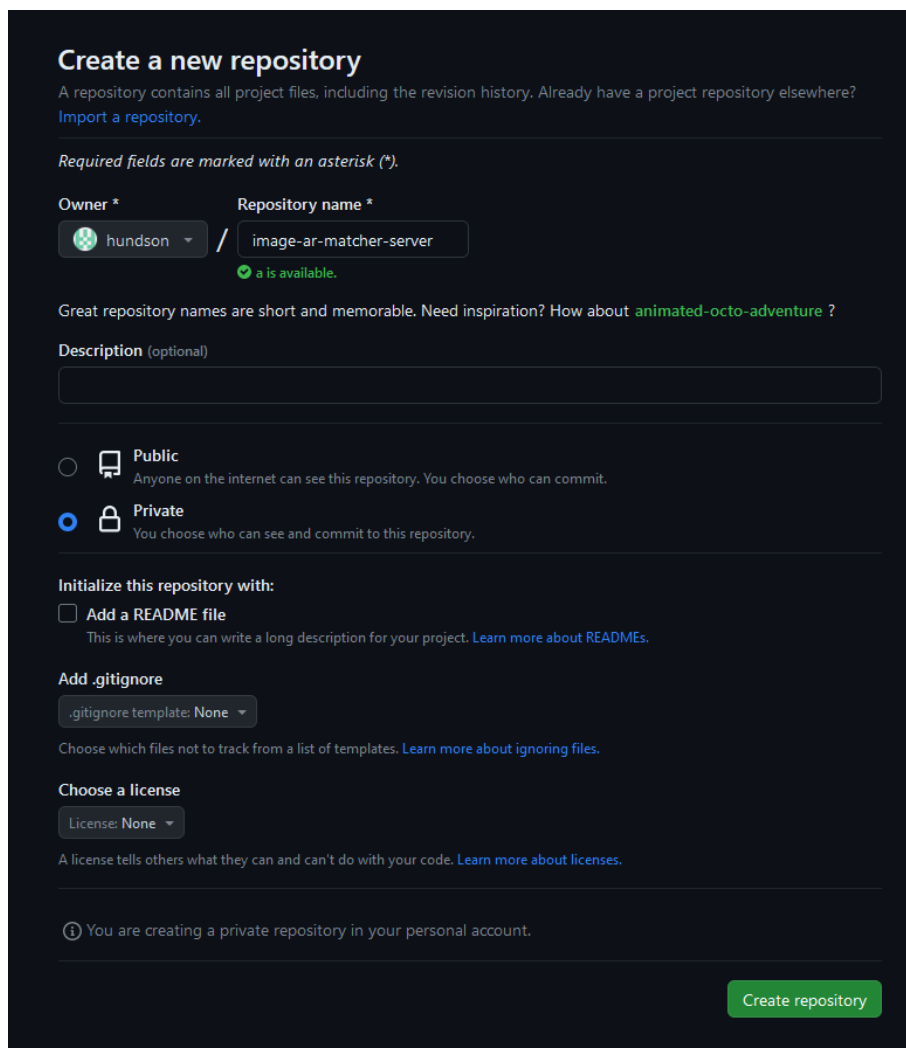 Create a new repository
A repository contains all project files, including the revision history. Already have a project repository elsewhere?
Import a repository.
Required fields are marked with an asterisk (*).
Owner * Repository name *
hundson / image-ar-matcher-server
a is available.
Great repository names are short and memorable. Need inspiration? How about animated-octo-adventure ?
Description (optional)
Public
Anyone on the internet can see this repository. You choose who can commit.
Private
You choose who can see and commit to this repository.
Initialize this repository with:
Add a README file
This is where you can write a long description for your project. Learn more about READMEs.
Add .gitignore
.gitignore template: None
Choose which files not to track from a list of templates. Learn more about ignoring files.
Choose a license
License: None
A license tells others what they can and can't do with your code. Learn more about licenses.
You are creating a private repository in your personal account.
Create repository